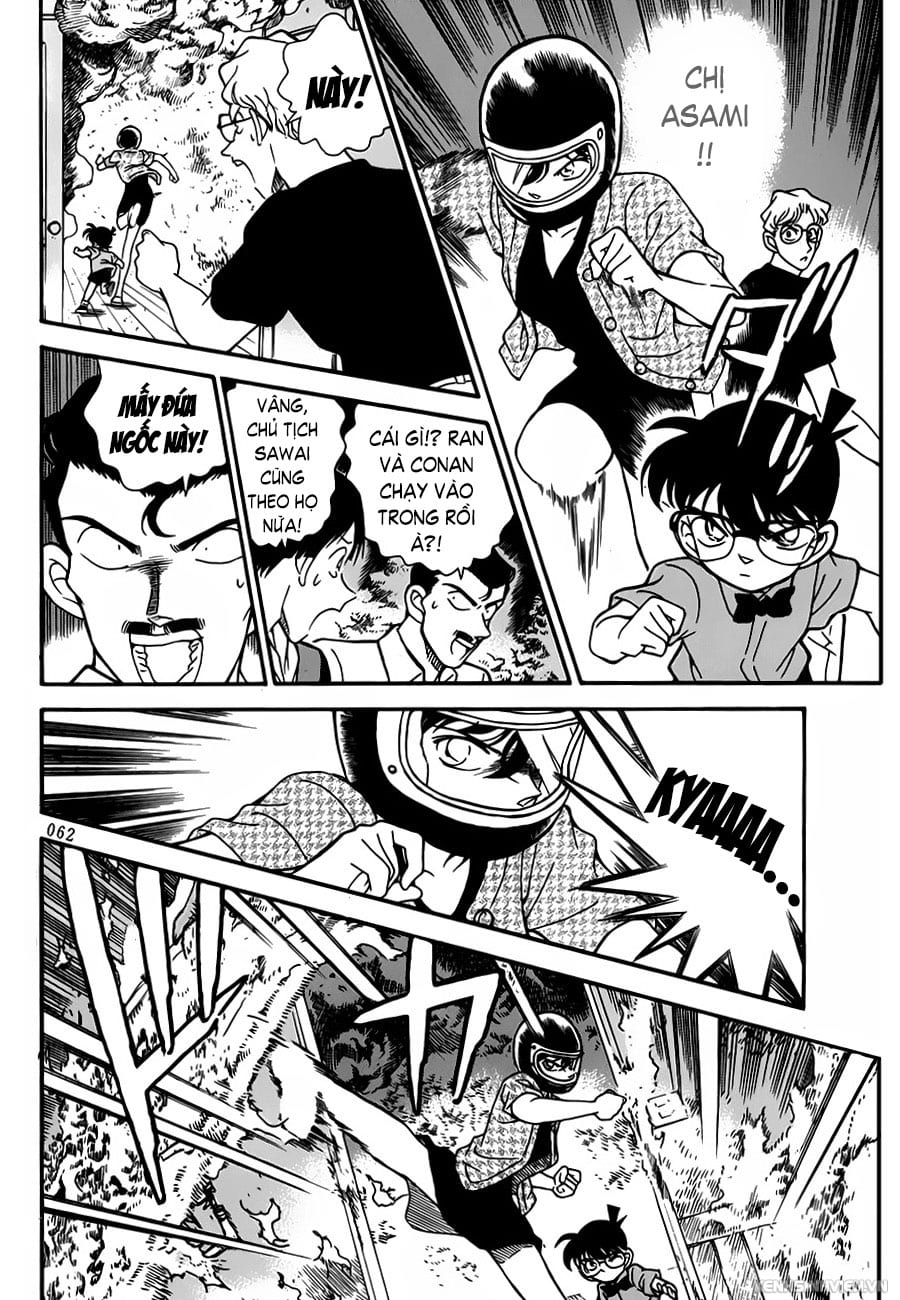 CHỊ
ASAMI
!!
NÀY!
CÁI GÌ!? RAN
VÀ CONAN
CHẠY VÀO
TRONG RỒI
À?!
VÂNG,
CHỦ TỊCH
SAWAI
CŨNG
THEO HỌ
NỮA!
MẤY ĐỨA
NGỐC NÀY!
KYAAAA...
062